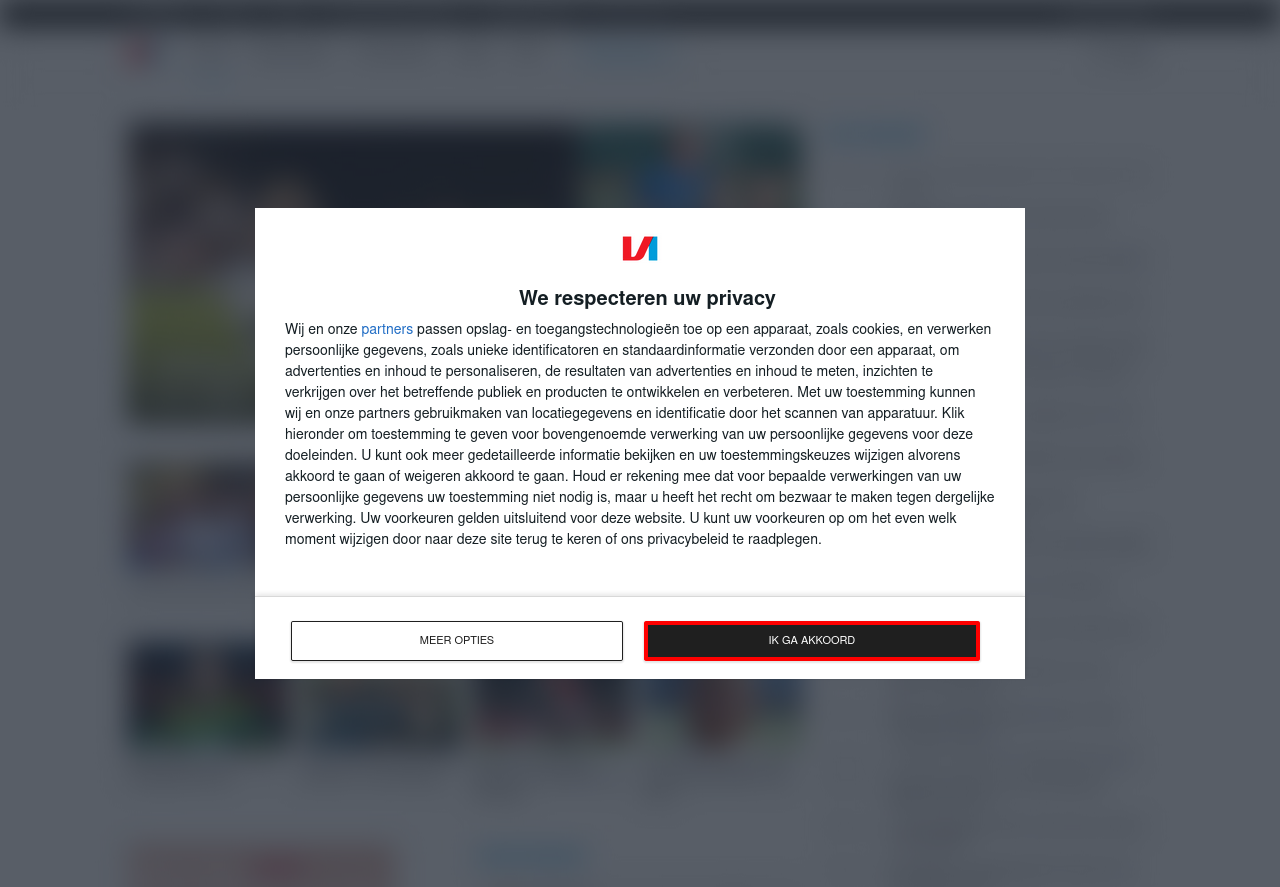 We respecteren uw privacy
Wij en onze partners passen opslag- en toegangstechnologieën toe op een apparaat, zoals cookies, en verwerken
persoonlijke gegevens, zoals unieke identificatoren en standaardinformatie verzonden door een apparaat, om
advertenties en inhoud te personaliseren, de resultaten van advertenties en inhoud te meten, inzichten te
verkrijgen over het betreffende publiek en producten te ontwikkelen en verbeteren. Met uw toestemming kunnen
wij en onze partners gebruikmaken van locatiegegevens en identificatie door het scannen van apparatuur. Klik
hieronder om toestemming te geven voor bovengenoemde verwerking van uw persoonlijke gegevens voor deze
doeleinden. U kunt ook meer gedetailleerde informatie bekijken en uw toestemmingskeuzes wijzigen alvorens
akkoord te gaan of weigeren akkoord te gaan. Houd er rekening mee dat voor bepaalde verwerkingen van uw
persoonlijke gegevens uw toestemming niet nodig is, maar u heeft het recht om bezwaar te maken tegen dergelijke
verwerking. Uw voorkeuren gelden uitsluitend voor deze website. U kunt uw voorkeuren op om het even welk
moment wijzigen door naar deze site terug te keren of ons privacybeleid te raadplegen.
MEER OPTIES
IK GA AKKOORD